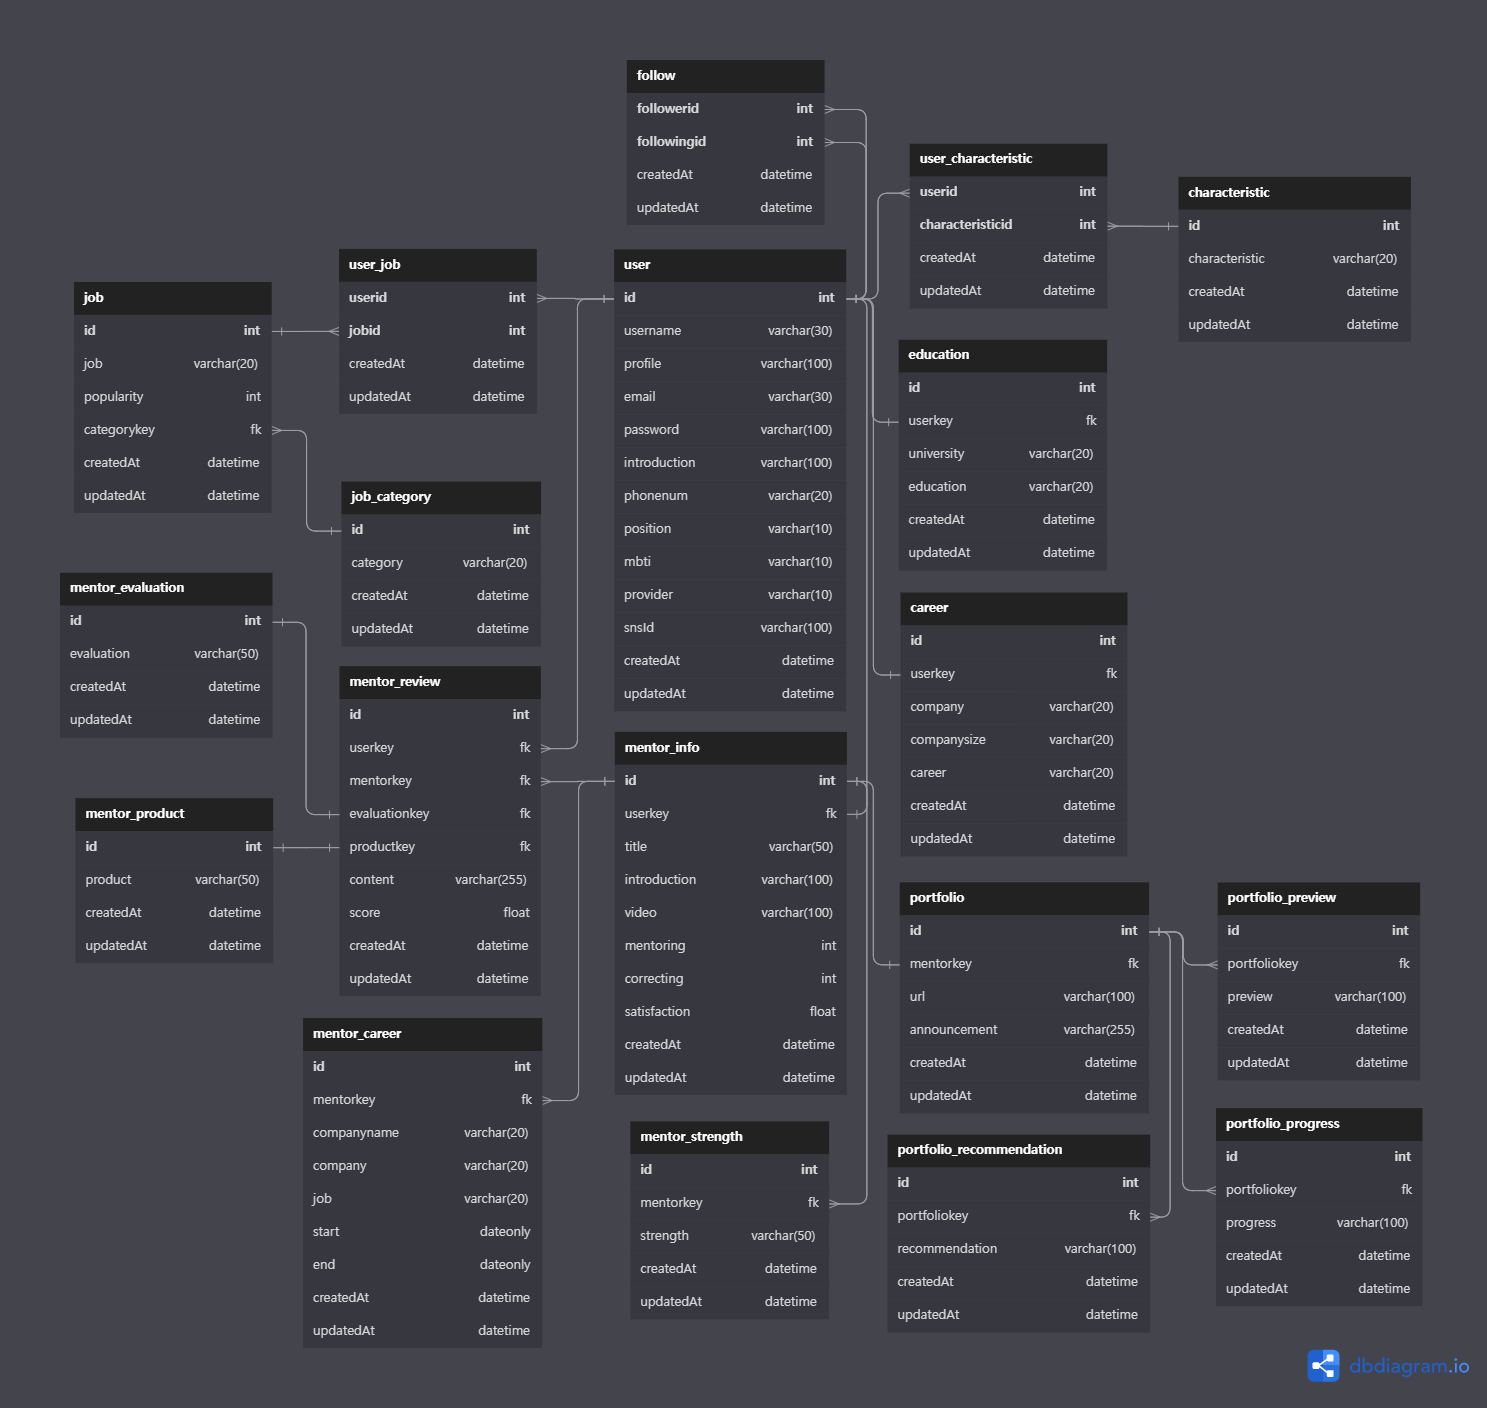 follow
followerid int
followingid int
createdAt datetime
updatedAt datetime
user_characteristic
userid int
characteristicid int
createdAt datetime
updatedAt datetime
characteristic
id int
characteristic varchar(20)
createdAt datetime
updatedAt datetime
job
id int
job varchar(20)
popularity int
categorykey fk
createdAt datetime
updatedAt datetime
user_job
userid int
jobid int
createdAt datetime
updatedAt datetime
user
id int
username varchar(30)
profile varchar(100)
email varchar(30)
password varchar(100)
introduction varchar(100)
phonenum varchar(20)
position varchar(10)
mbti varchar(10)
provider varchar(10)
snsId varchar(100)
createdAt datetime
updatedAt datetime
education
id int
userkey fk
university varchar(20)
education varchar(20)
createdAt datetime
updatedAt datetime
job_category
id int
category varchar(20)
createdAt datetime
updatedAt datetime
mentor_evaluation
id int
evaluation varchar(50)
createdAt datetime
updatedAt datetime
career
id int
userkey fk
company varchar(20)
companysize varchar(20)
career varchar(20)
createdAt datetime
updatedAt datetime
mentor_review
id int
userkey fk
mentorkey fk
evaluationkey fk
productkey fk
content varchar(255)
score float
createdAt datetime
updatedAt datetime
mentor_info
id int
userkey fk
title varchar(50)
introduction varchar(100)
video varchar(100)
mentoring int
correcting int
satisfaction float
createdAt datetime
updatedAt datetime
mentor_product
id int
product varchar(50)
createdAt datetime
updatedAt datetime
portfolio
id int
mentorkey fk
url varchar(100)
announcement varchar(255)
createdAt datetime
updatedAt datetime
portfolio_preview
id int
portfoliokey fk
preview varchar(100)
createdAt datetime
updatedAt datetime
mentor_career
id int
mentorkey fk
companyname varchar(20)
company varchar(20)
job varchar(20)
start dateonly
end dateonly
createdAt datetime
updatedAt datetime
mentor_strength
id int
mentorkey fk
strength varchar(50)
createdAt datetime
updatedAt datetime
portfolio_recommendation
id int
portfoliokey fk
recommendation varchar(100)
createdAt datetime
updatedAt datetime
portfolio_progress
id int
portfoliokey fk
progress varchar(100)
createdAt datetime
updatedAt datetime
dbdiagram.io